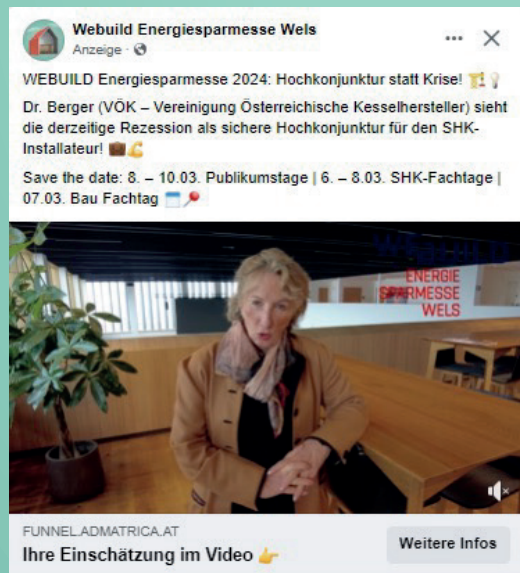 Webuild Energiesparmesse Wels
Anzeige ·
WEBUILD Energiesparmesse 2024: Hochkonjunktur statt Krise! 🏗️💡
Dr. Berger (VÖK – Vereinigung Österreichische Kesselhersteller) sieht
die derzeitige Rezession als sichere Hochkonjunktur für den SHK-
Installateur! 💼💪
Save the date: 8. – 10.03. Publikumstage | 6. – 8.03. SHK-Fachtage |
07.03. Bau Fachtag 🗓️📍
WEBUILD
ENERGIE
SPARMESSE
WELS
FUNNEL.ADMATRICA.AT
Ihre Einschätzung im Video 👉
Weitere Infos